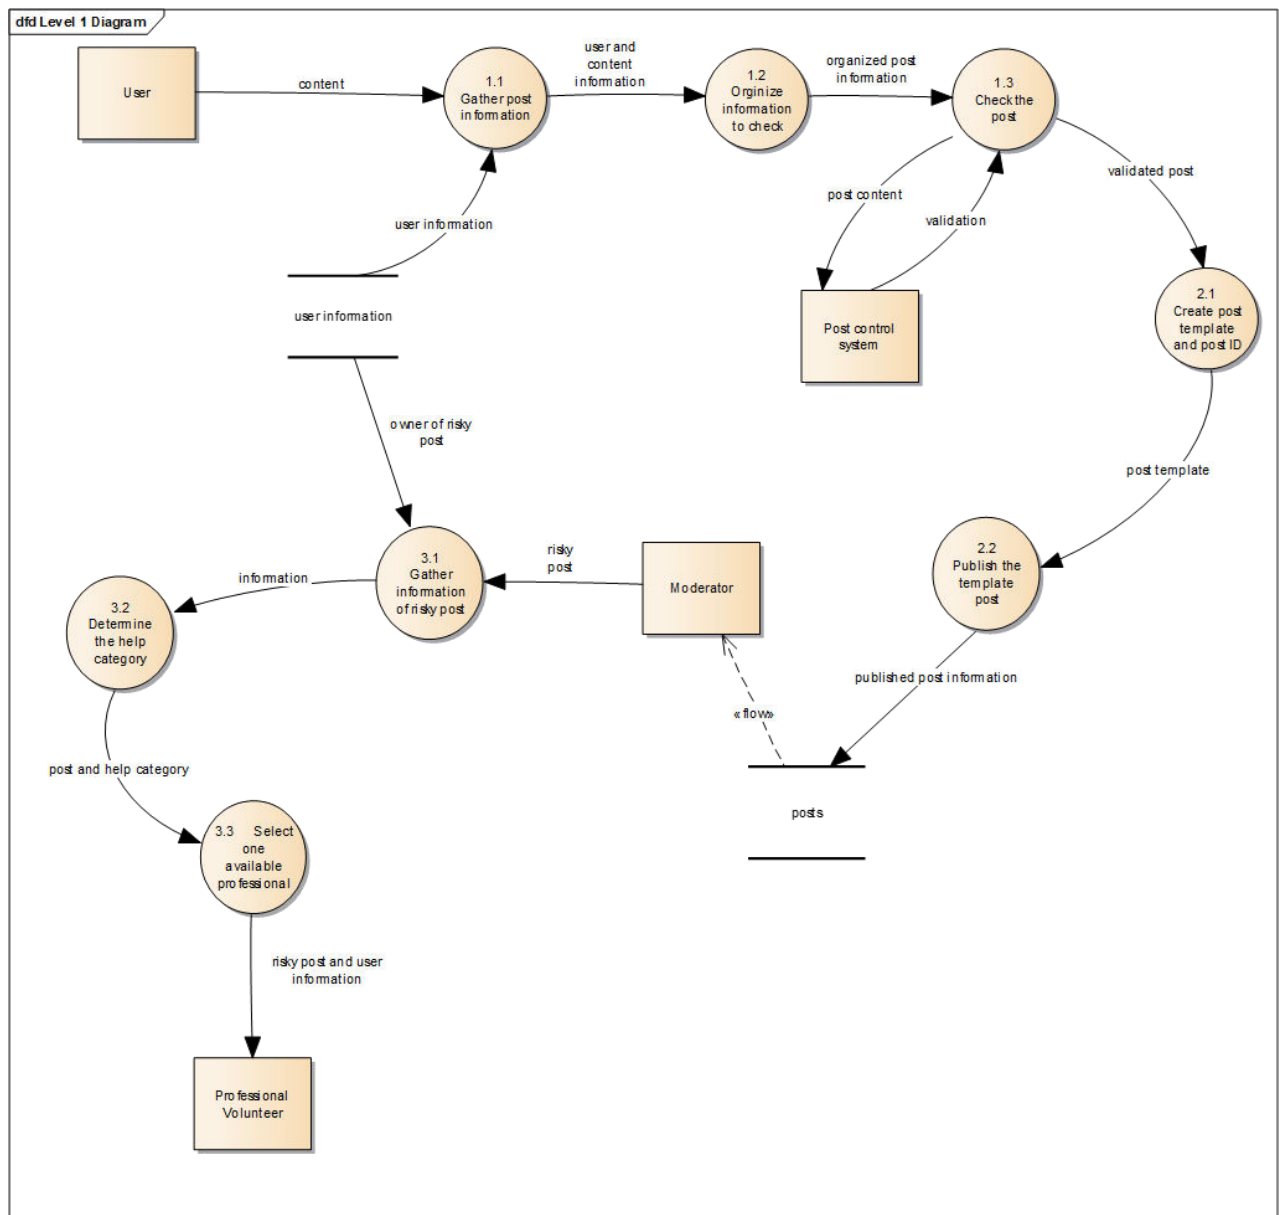 dfd Level 1 Diagram
User
content
1.1
Gather post
information
user and
content
information
1.2
Orginize
information
to check
organized post
information
1.3
Check the
post
post content
validation
validated post
user information
user information
Post control
system
2.1
Create post
template
and post ID
owner of risky
post
post template
3.1
Gather
information
of risky post
risky
post
Moderator
2.2
Publish the
template
post
information
3.2
Determine
the help
category
published post information
«flow»
post and help category
posts
3.3 Select
one
available
professional
risky post and user
information
Professional
Volunteer